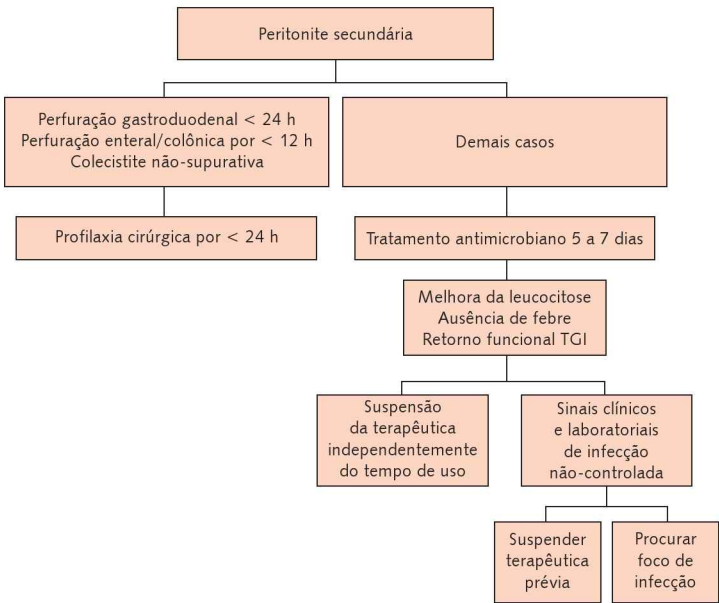 Peritonite secundária
Perfuração gastroduodenal < 24 h
Perfuração enteral/colônica por < 12 h
Colecistite não-supurativa
Demais casos
Profilaxia cirúrgica por < 24 h
Tratamento antimicrobiano 5 a 7 dias
Melhora da leucocitose
Ausência de febre
Retorno funcional TGI
Suspensão
da terapêutica
independentemente
do tempo de uso
Sinais clínicos
e laboratoriais
de infecção
não-controlada
Suspender
terapêutica
prévia
Procurar
foco de
infecção